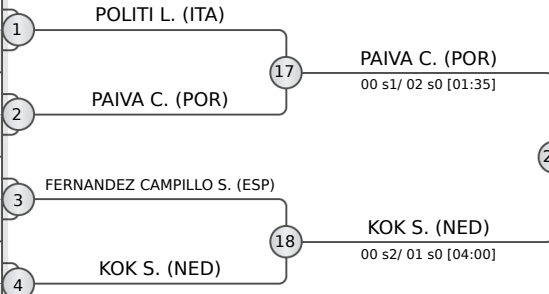 1
POLITI L. (ITA)
17
PAIVA C. (POR)
00 s1/ 02 s0 [01:35]
2
PAIVA C. (POR)
3
FERNANDEZ CAMPILLO S. (ESP)
18
KOK S. (NED)
00 s2/ 01 s0 [04:00]
4
KOK S. (NED)